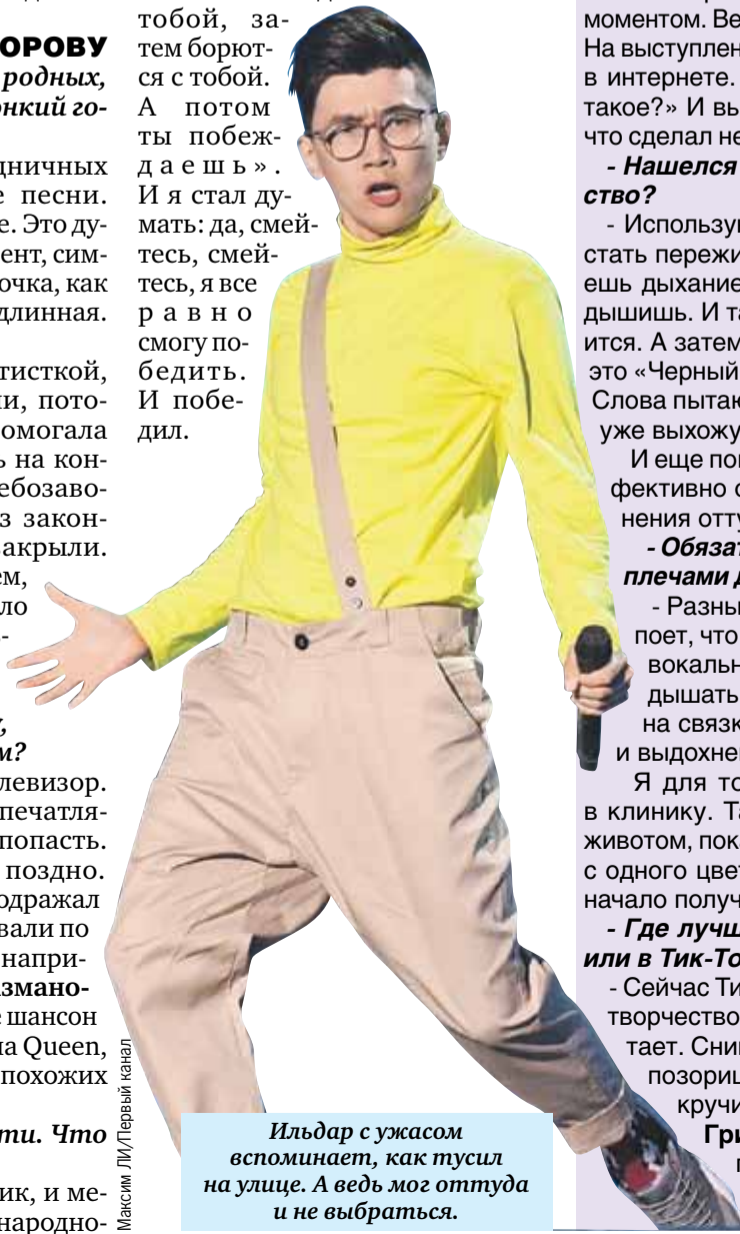 ОРОВУ
родных,
онкий го-
дничных
е песни.
е. Это ду-
ент, сим-
очка, как
длинная.
тисткой,
ли, пото-
омогала
ь на кон-
ебозаво-
з закон-
акрыли.
ем,
ло
м?
левизор.
печатля-
попасть.
поздно.
одражал
вали по
напри-
азмано-
е шансон
па Queen,
похожих
ти. Что
ик, и ме-
народно-
тобой, за-
тем борют-
ся с тобой.
А потом
ты побеж-
даешь».
И я стал ду-
мать: да, смей-
тесь, смей-
тесь, я все
равно
смогу по-
бедить.
И побе-
дил.
Максим ЛИ/Первый канал
Ильдар с ужасом
вспоминает, как тусил
на улице. А ведь мог оттуда
и не выбраться.
моментом. Ве
На выступлен
в интернете.
такое?» И вы
что сделал не
- Нашелся
ство?
- Использу
стать пережи
ешь дыхание
дышишь. И та
ится. А затем
это «Черный
Слова пытаю
уже выхожу
И еще по
фективно с
нения отту
- Обязат
плечами д
- Разны
поет, что
вокальн
дышать
на связк
и выдохне
Я для то
в клинику. Та
животом, пок
с одного цвет
начало получ
- Где лучш
или в Тик-То
- Сейчас Ти
творчество
тает. Сни
позориш
кручи
Гри